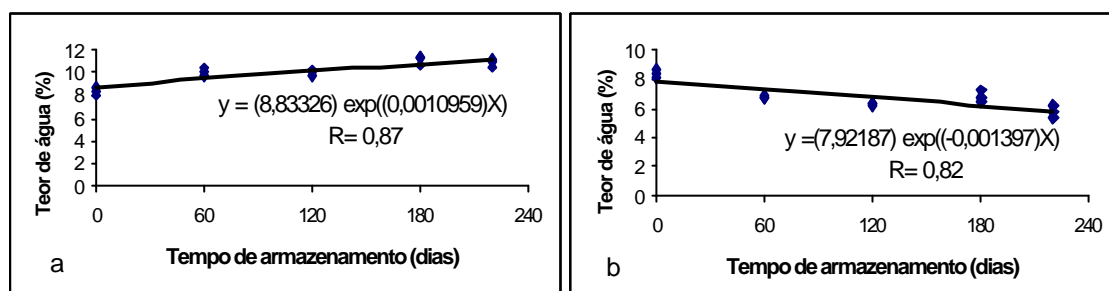 12
10
8
6
4
2
0
Teor de água (%)
y = (8,83326) exp((0,0010959)X)
R= 0,87
0 60 120 180 240
Tempo de armazenamento (dias)
a
10
8
6
4
2
0
Teor de água (%)
y =(7,92187) exp((-0,001397)X)
R= 0,82
0 60 120 180 240
Tempo de armazenamento (dias)
b